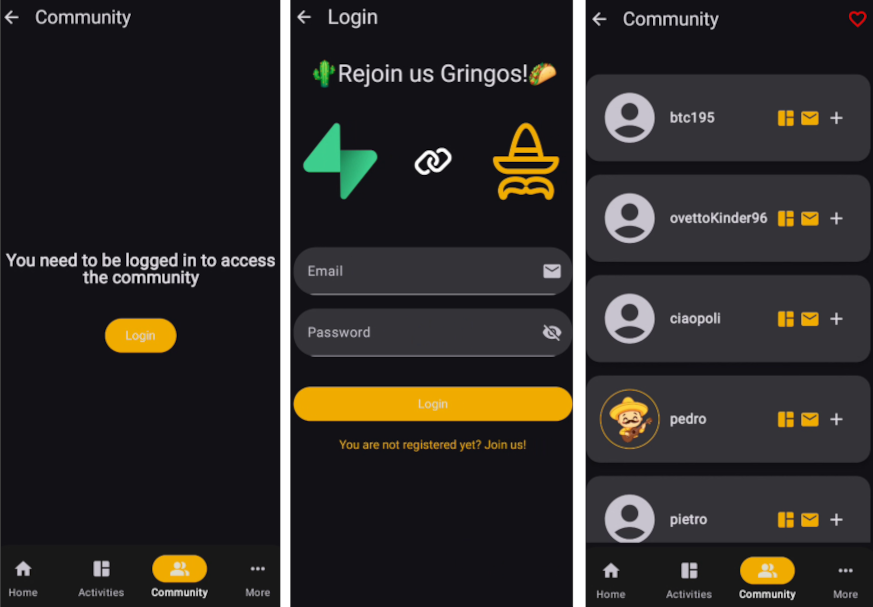 Community
You need to be logged in to access
the community
Login
Home
Activities
Community
More
Login
🌵Rejoin us Gringos!🌮
Email
Password
Login
You are not registered yet? Join us!
Community
btc195
ovettoKinder96
ciaopoli
pedro
pietro
Home
Activities
Community
More